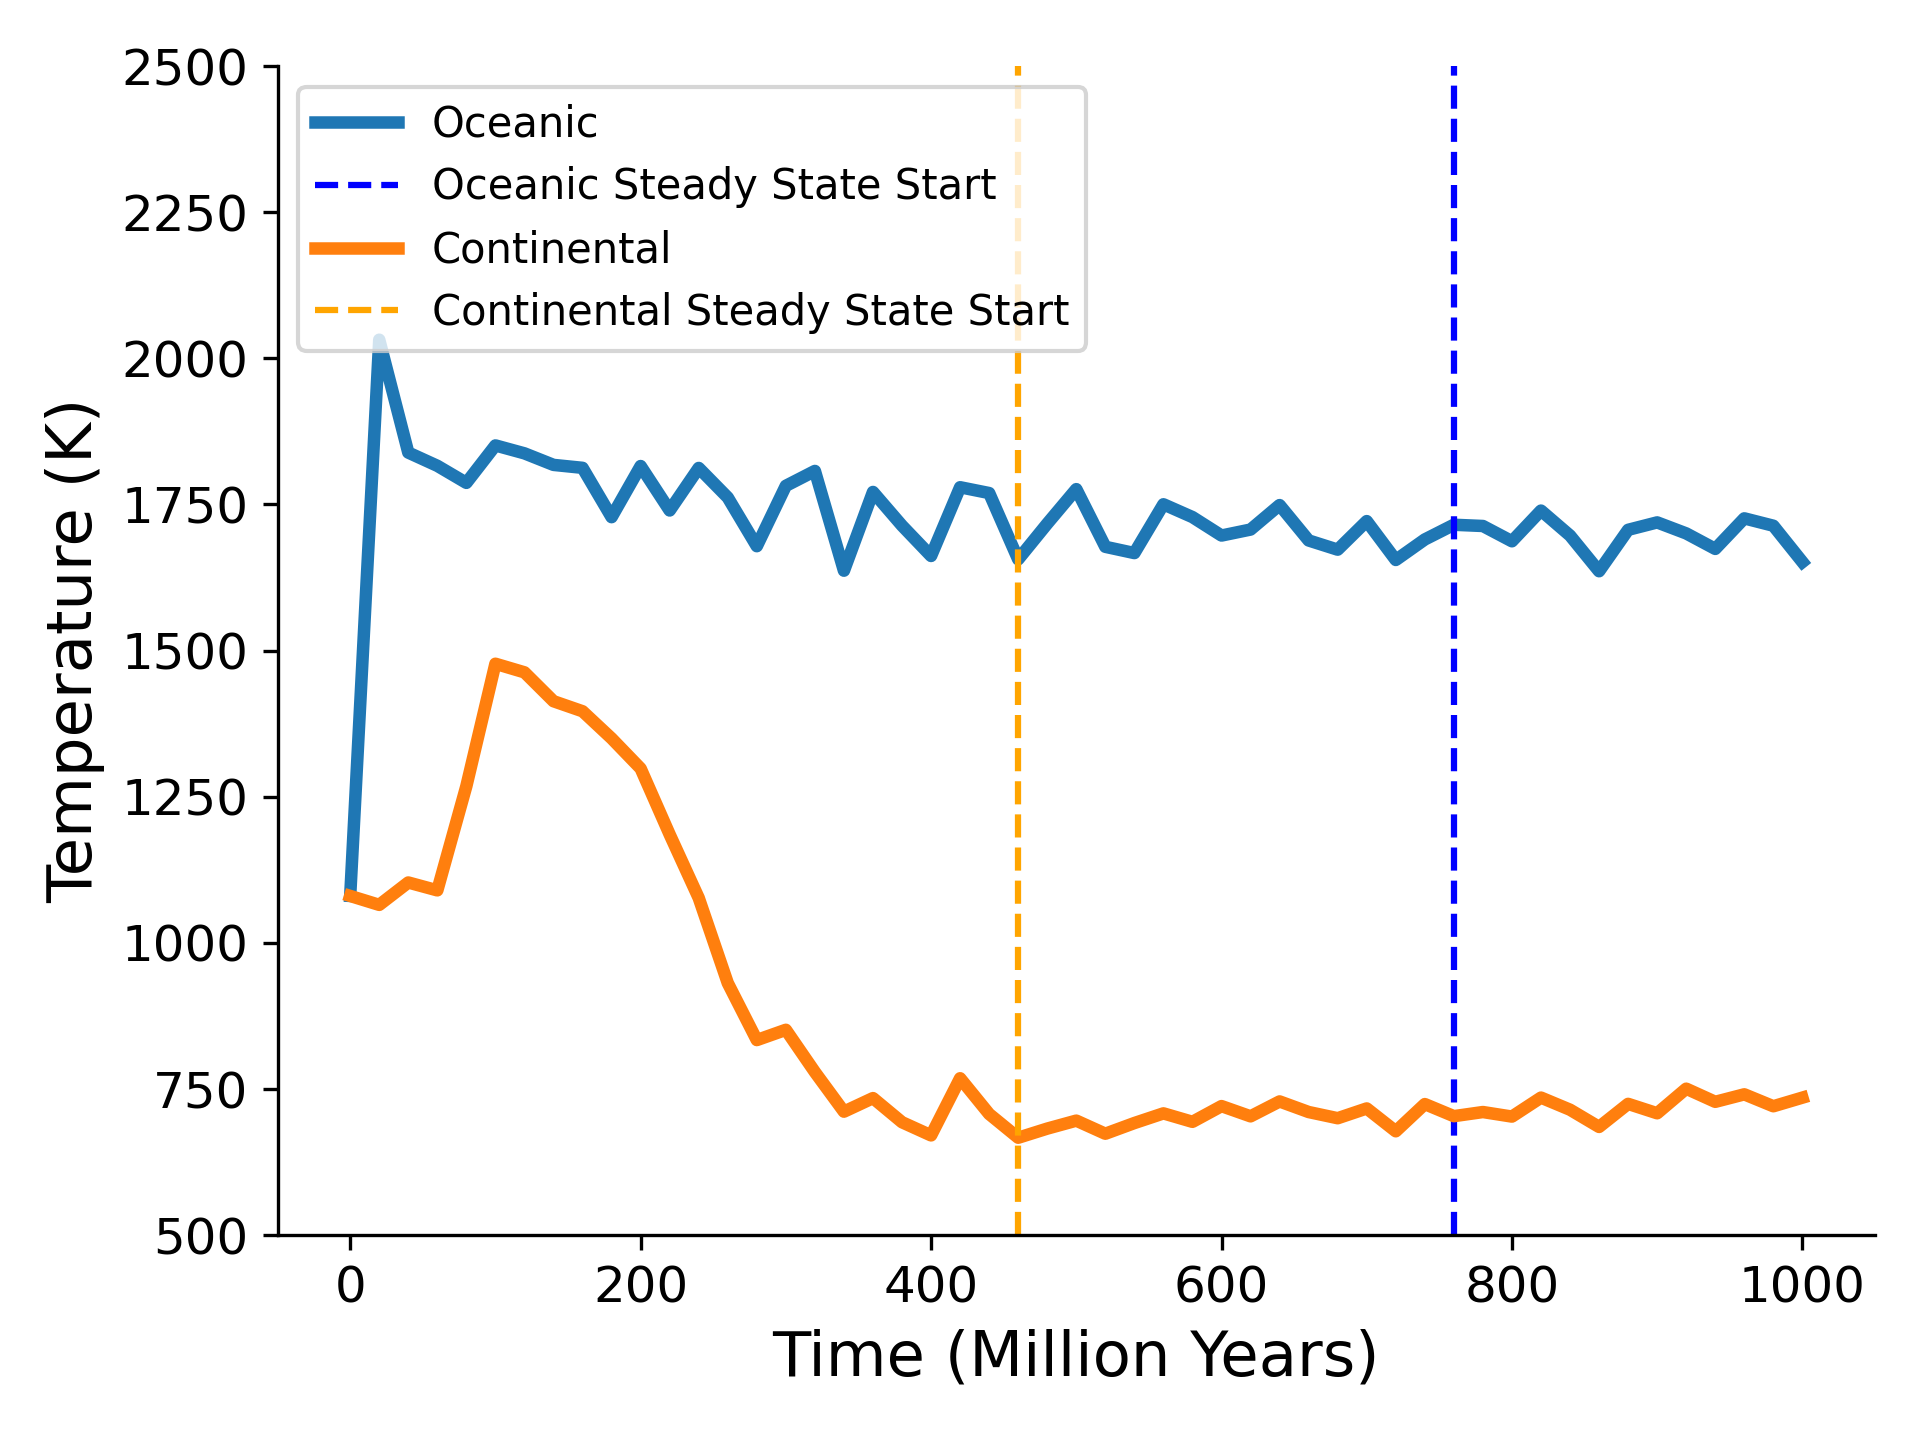 2500
2250
2000
1750
1500
1250
1000
750
500
Temperature (K)
Oceanic
Oceanic Steady State Start
Continental
Continental Steady State Start
0 200 400 600 800 1000
Time (Million Years)